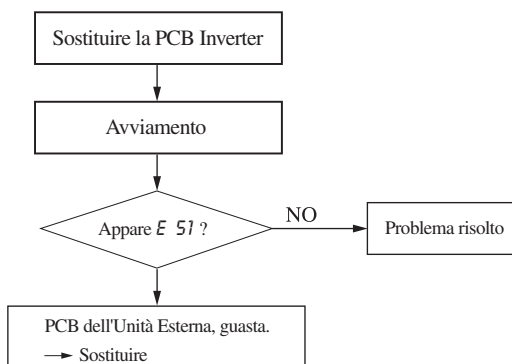 Sostituire la PCB Inverter
Avviamento
Appare E 51 ?
NO
Problema risolto
PCB dell'Unità Esterna, guasta.
→ Sostituire